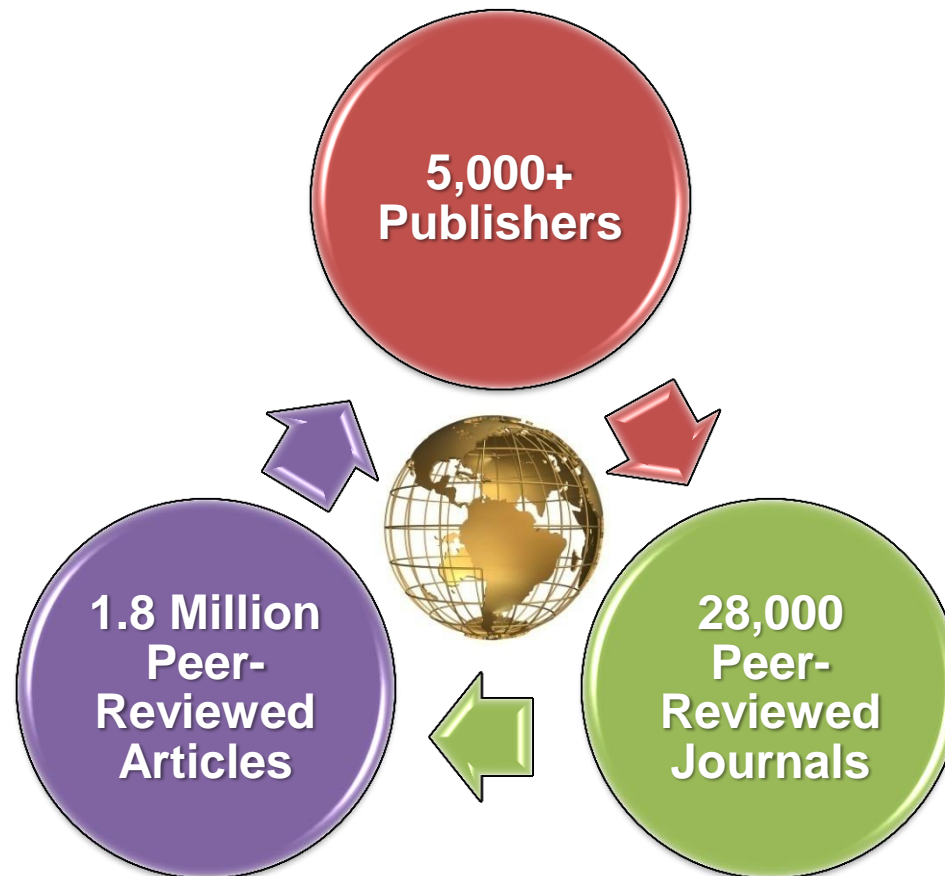 5,000+
Publishers
1.8 Million
Peer-
Reviewed
Articles
28,000
Peer-
Reviewed
Journals